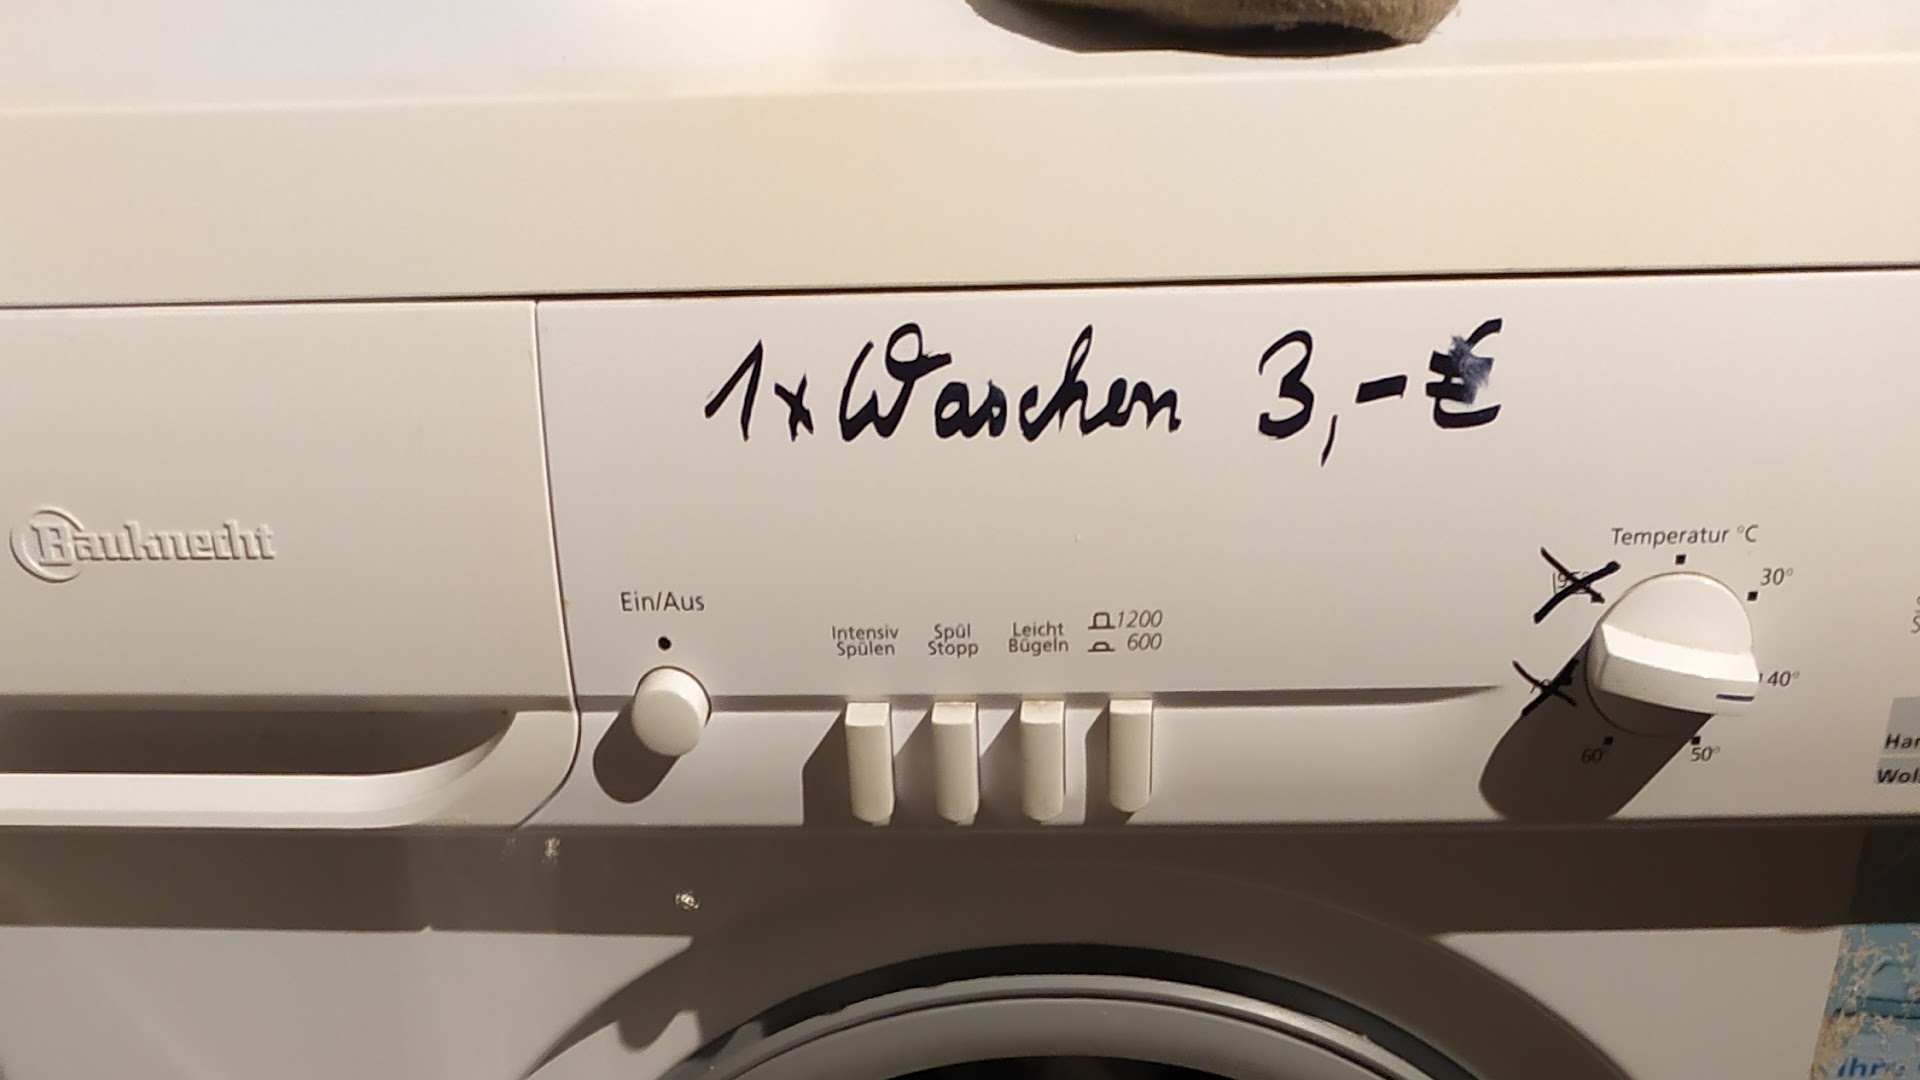 1x Waschen 3,-€
Bauknecht
Ein/Aus
Intensiv
Spülen
Spül
Stopp
Leicht
Bügeln
1200
600
Temperatur °C
95°
30°
40°
50°
60°